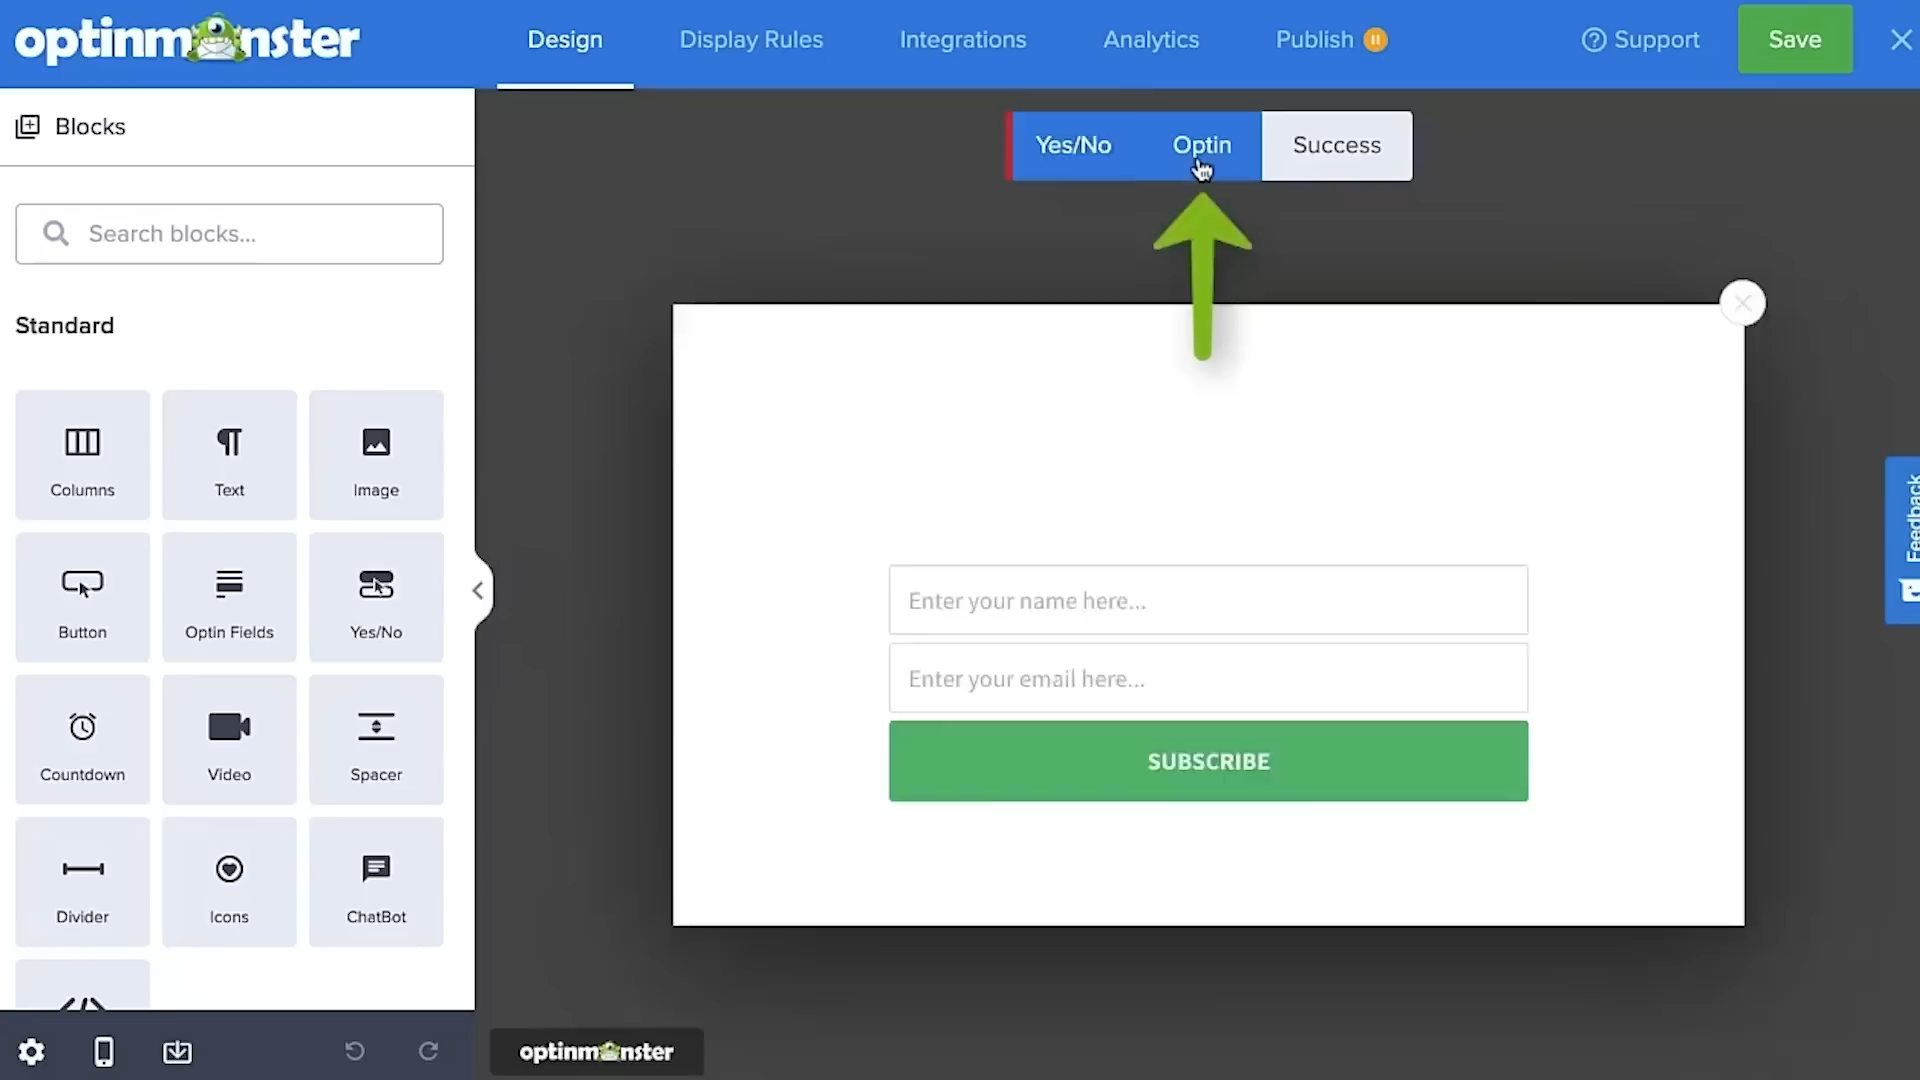 optinmonster
Design
Display Rules
Integrations
Analytics
Publish
Support
Save
Blocks
Yes/No
Optin
Success
Search blocks...
Standard
Columns
Text
Image
Button
Optin Fields
Yes/No
Countdown
Video
Spacer
Divider
Icons
ChatBot
Enter your name here...
Enter your email here...
SUBSCRIBE
Feedback
optinmonster